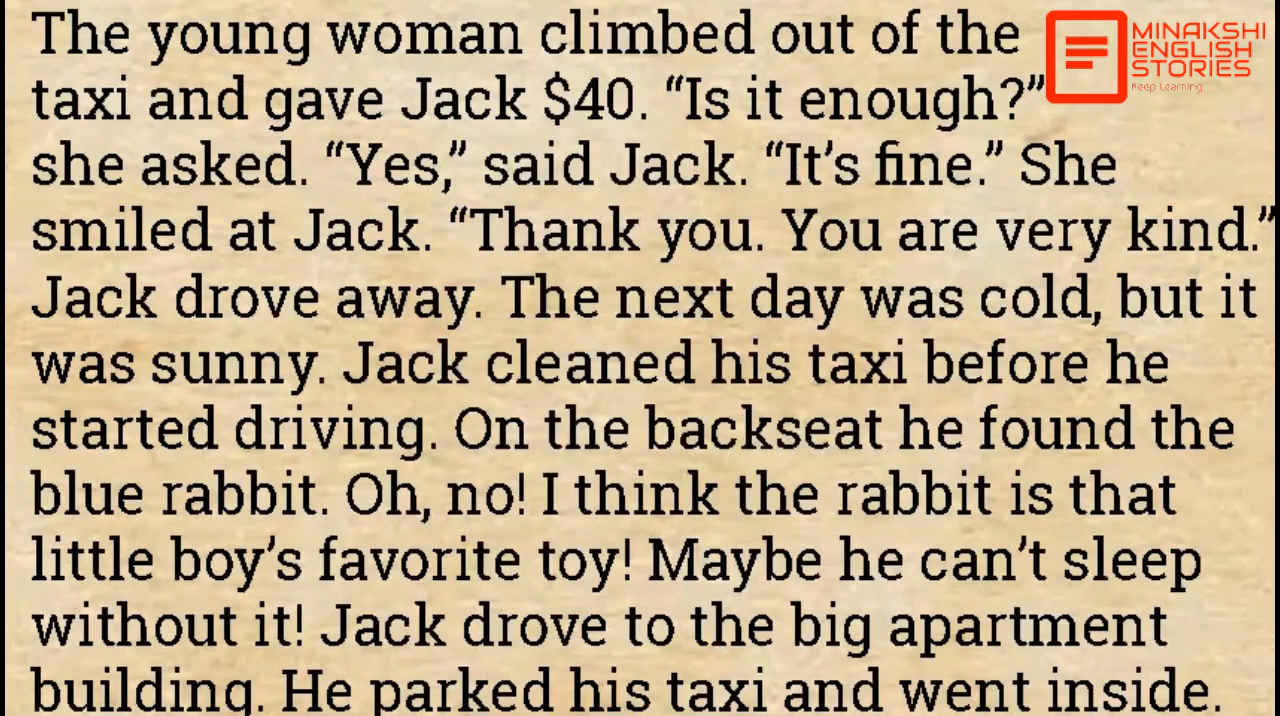 The young woman climbed out of the
taxi and gave Jack $40. “Is it enough?”
she asked. “Yes,” said Jack. “It’s fine.” She
smiled at Jack. “Thank you. You are very kind.”
Jack drove away. The next day was cold, but it
was sunny. Jack cleaned his taxi before he
started driving. On the backseat he found the
blue rabbit. Oh, no! I think the rabbit is that
little boy’s favorite toy! Maybe he can’t sleep
without it! Jack drove to the big apartment
building. He parked his taxi and went inside.
MINAKSHI
ENGLISH
STORIES
Keep Learning